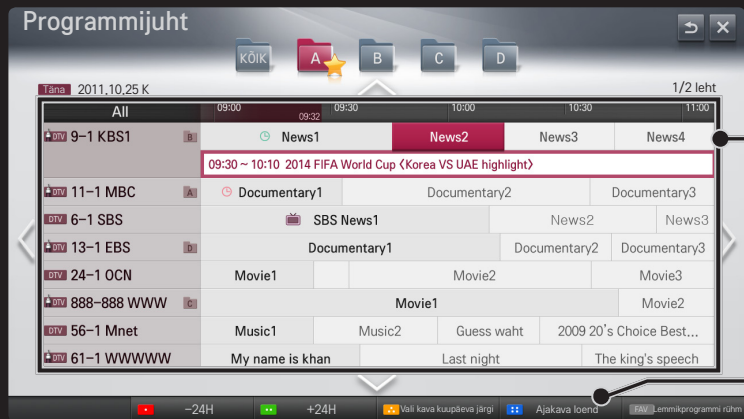 Programmijuht
KÕIK A B C D
Täna 2011.10.25 K 1/2 leht
All 09:00 09:32 09:30 10:00 10:30 11:00
DTV 9-1 KBS1 B News1 News2 News3 News4
09:30 ~ 10:10 2014 FIFA World Cup 〈Korea VS UAE highlight〉
DTV 11-1 MBC A Documentary1 Documentary2 Documentary3
DTV 6-1 SBS SBS News1 News2 News3
DTV 13-1 EBS D Documentary1 Documentary2 Documentary3
DTV 24-1 OCN Movie1 Movie2 Movie3
DTV 888-888 WWW C Movie1 Movie2
DTV 56-1 Mnet Music1 Music2 Guess waht 2009 20's Choice Best...
DTV 61-1 WWWWW My name is khan Last night The king's speech
-24H +24H Vali kava kuupäeva järgi Ajakava loend FAV Lemmikprogrammi rühm